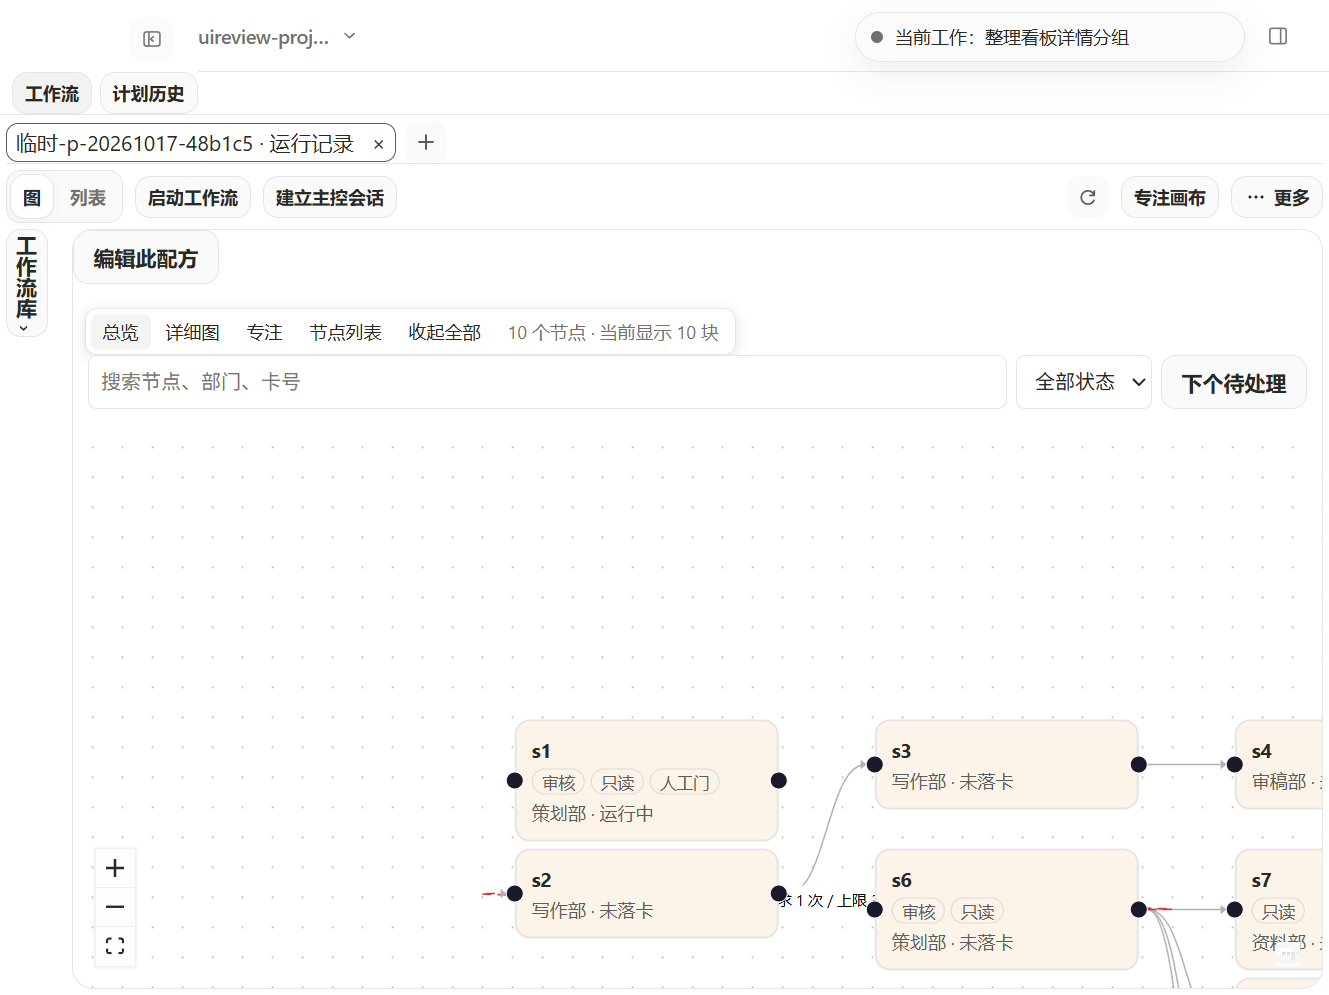 uireview-proj...
当前工作：整理看板详情分组
工作流 计划历史
临时-p-20261017-48b1c5 · 运行记录 ×
图 列表 启动工作流 建立主控会话 专注画布 ··· 更多
工作流库
编辑此配方
总览 详细图 专注 节点列表 收起全部 10 个节点 · 当前显示 10 块
搜索节点、部门、卡号 全部状态 下个待处理
s1
审核 只读 人工门
策划部 · 运行中
s3
写作部 · 未落卡
s4
审稿部 ·
s2
写作部 · 未落卡
1 次 / 上限
s6
审核 只读
策划部 · 未落卡
s7
只读
资料部 ·